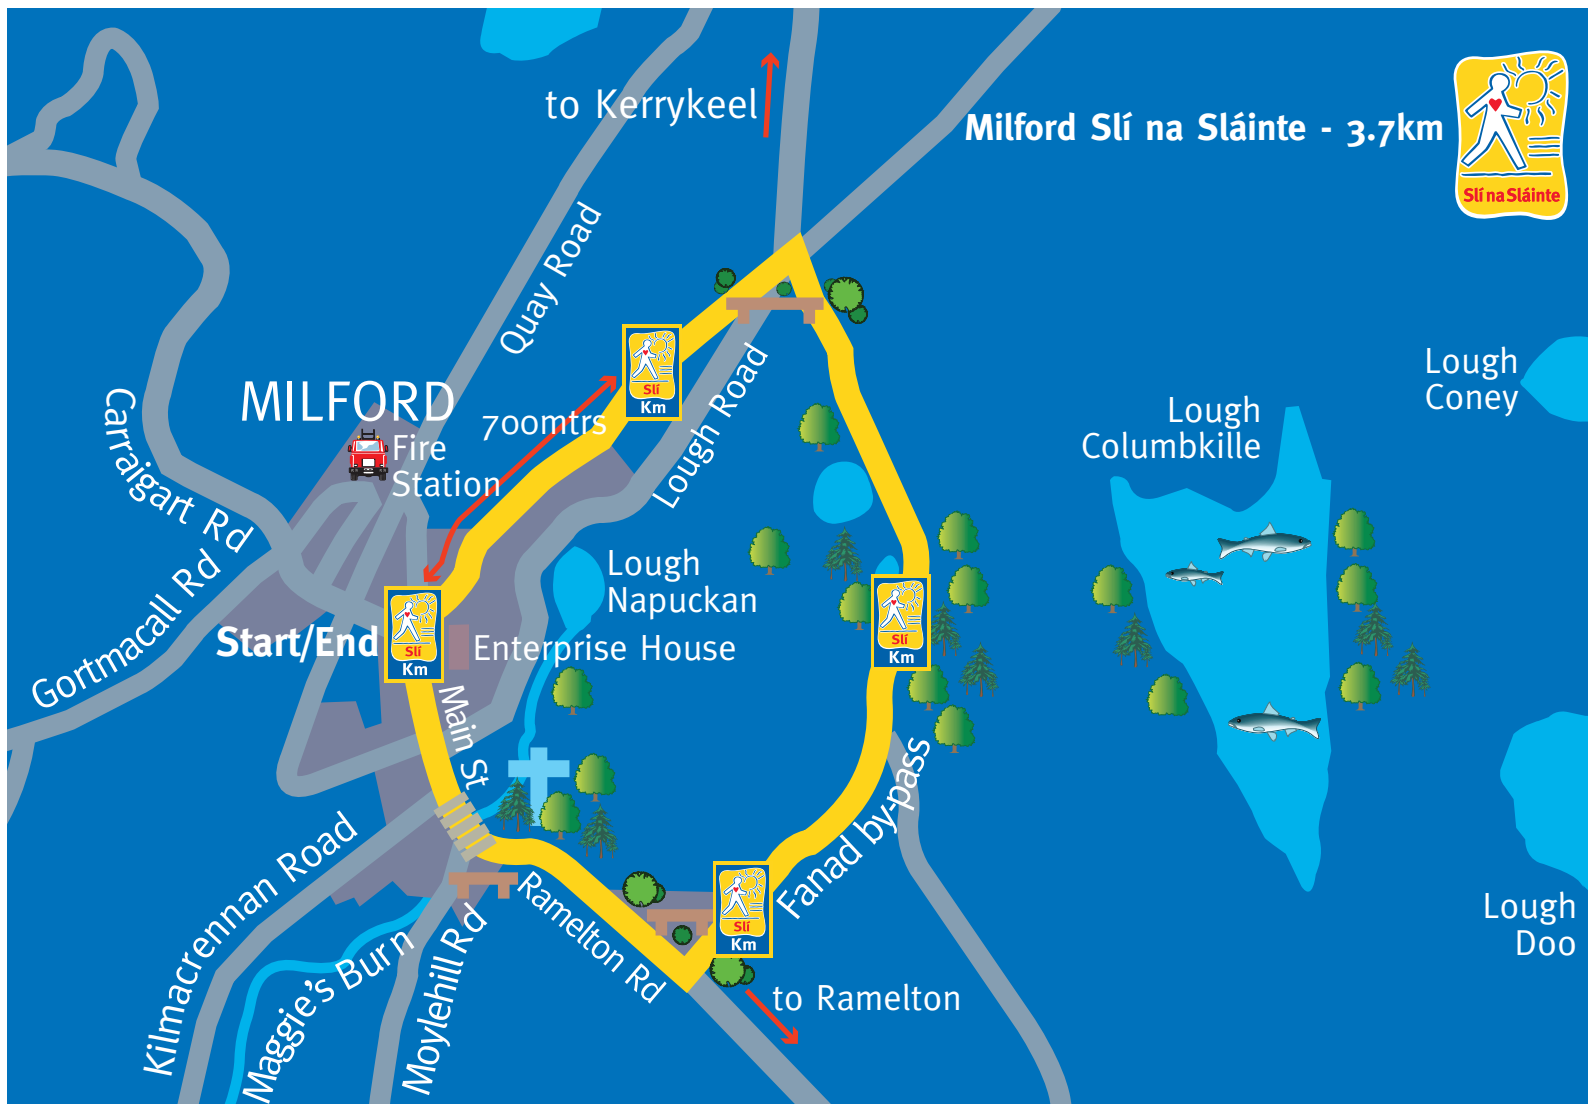 to Kerrykeel
Milford Slí na Sláinte - 3.7km
Slí na Sláinte
Quay Road
Slí
Km
Lough Road
700mtrs
MILFORD
Fire
Station
Carraigart Rd
Gortmacall Rd
Lough
Coney
Lough
Columbkille
Lough
Napuckan
Start/End
Slí
Km
Enterprise House
Slí
Km
Main St
Fanad by-pass
Kilmacrennan Road
Maggie's Burn
Moylehill Rd
Ramelton Rd
Slí
Km
to Ramelton
Lough
Doo